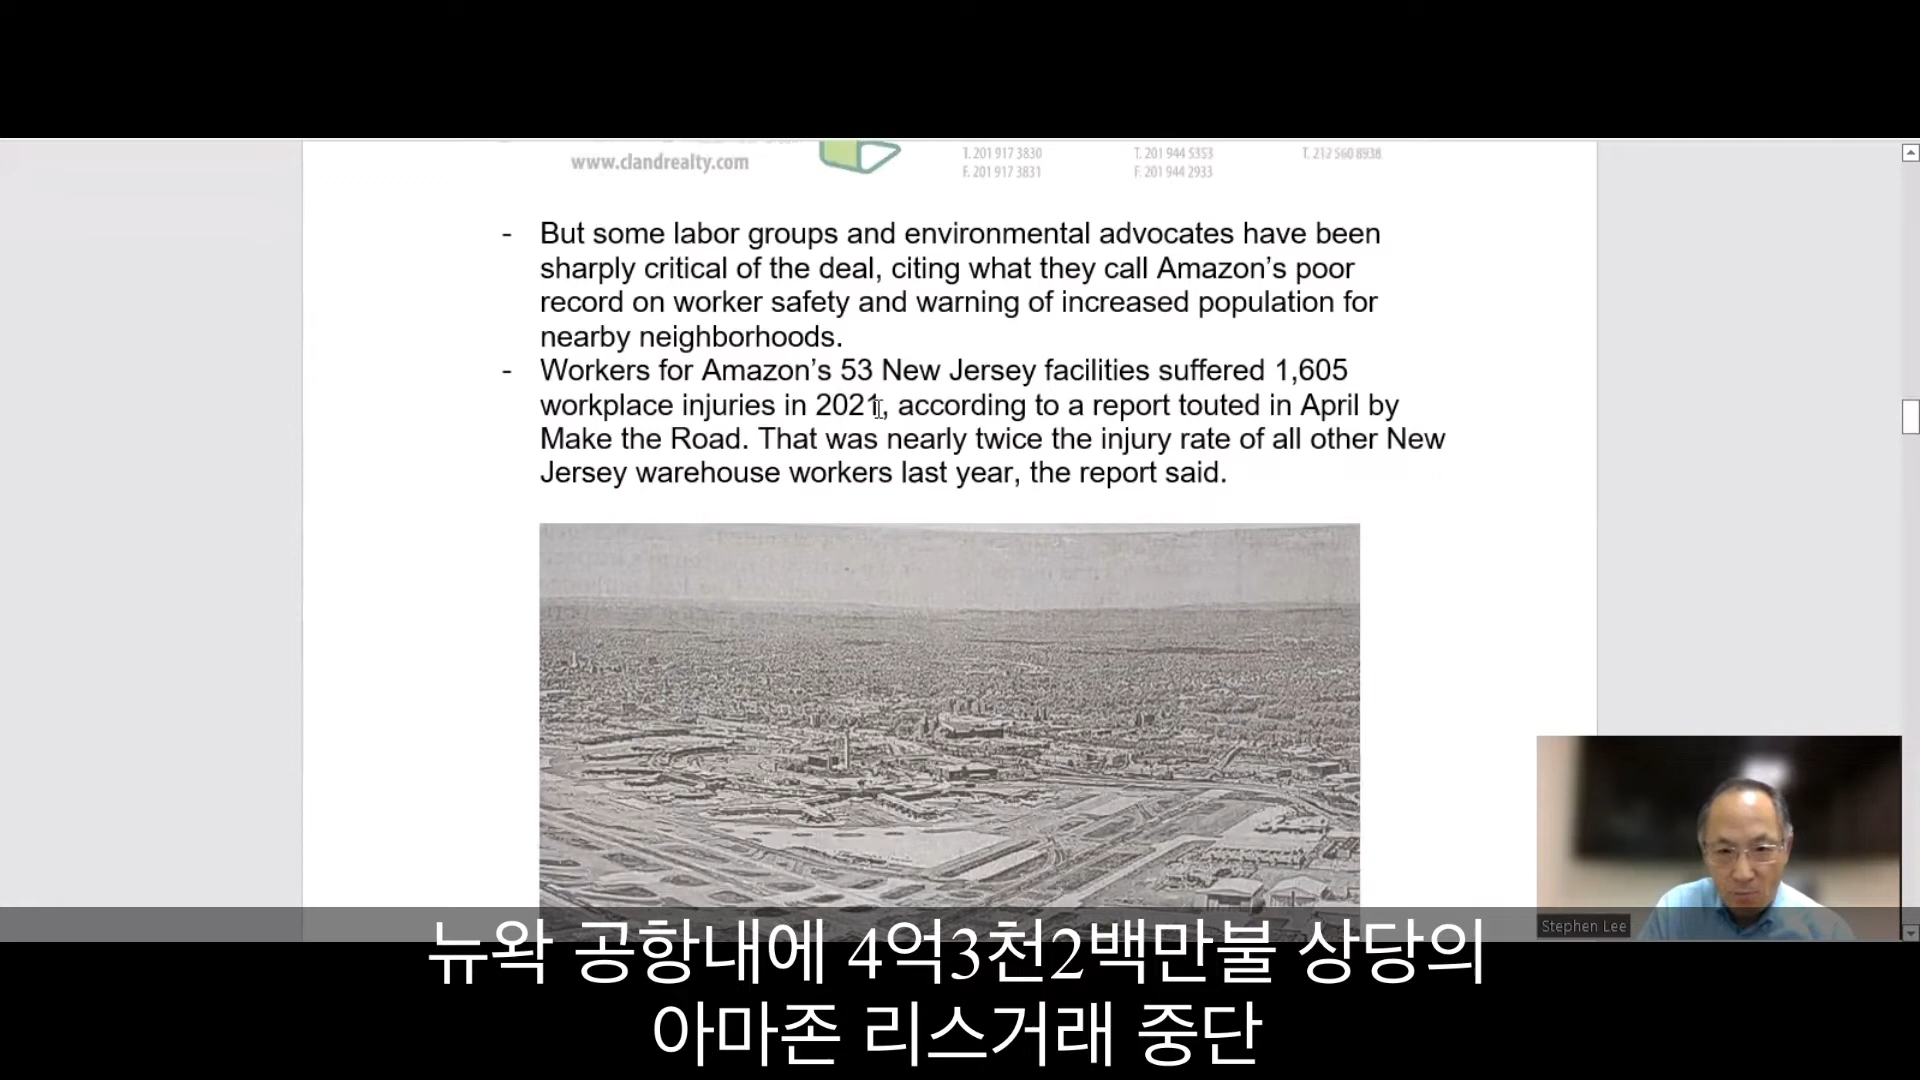 www.clandrealty.com
T. 201 917 3830
F. 201 917 3831
T. 201 944 5353
F. 201 944 2933
T. 212 560 8938
- But some labor groups and environmental advocates have been
sharply critical of the deal, citing what they call Amazon’s poor
record on worker safety and warning of increased population for
nearby neighborhoods.
- Workers for Amazon’s 53 New Jersey facilities suffered 1,605
workplace injuries in 2021, according to a report touted in April by
Make the Road. That was nearly twice the injury rate of all other New
Jersey warehouse workers last year, the report said.
Stephen Lee
뉴왁 공항내에 4억3천2백만불 상당의
아마존 리스거래 중단